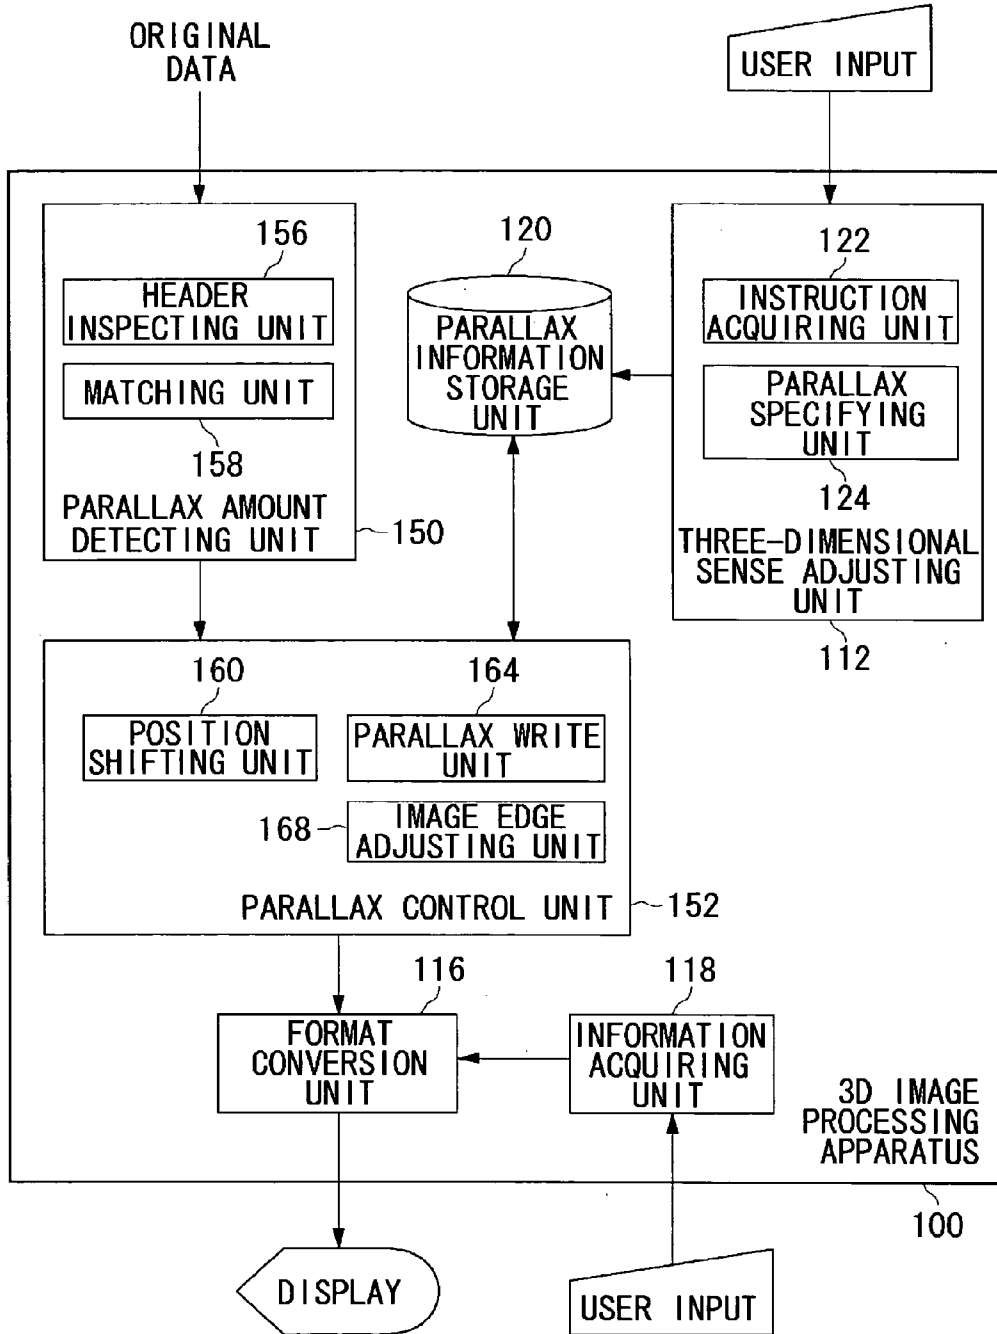 ORIGINAL
DATA
USER INPUT
156
HEADER
INSPECTING UNIT
MATCHING UNIT
158
PARALLAX AMOUNT
DETECTING UNIT
150
120
PARALLAX
INFORMATION
STORAGE
UNIT
122
INSTRUCTION
ACQUIRING UNIT
PARALLAX
SPECIFYING
UNIT
124
THREE-DIMENSIONAL
SENSE ADJUSTING
UNIT
112
160
POSITION
SHIFTING UNIT
164
PARALLAX WRITE
UNIT
168
IMAGE EDGE
ADJUSTING UNIT
PARALLAX CONTROL UNIT
152
116
FORMAT
CONVERSION
UNIT
118
INFORMATION
ACQUIRING
UNIT
3D IMAGE
PROCESSING
APPARATUS
100
DISPLAY
USER INPUT